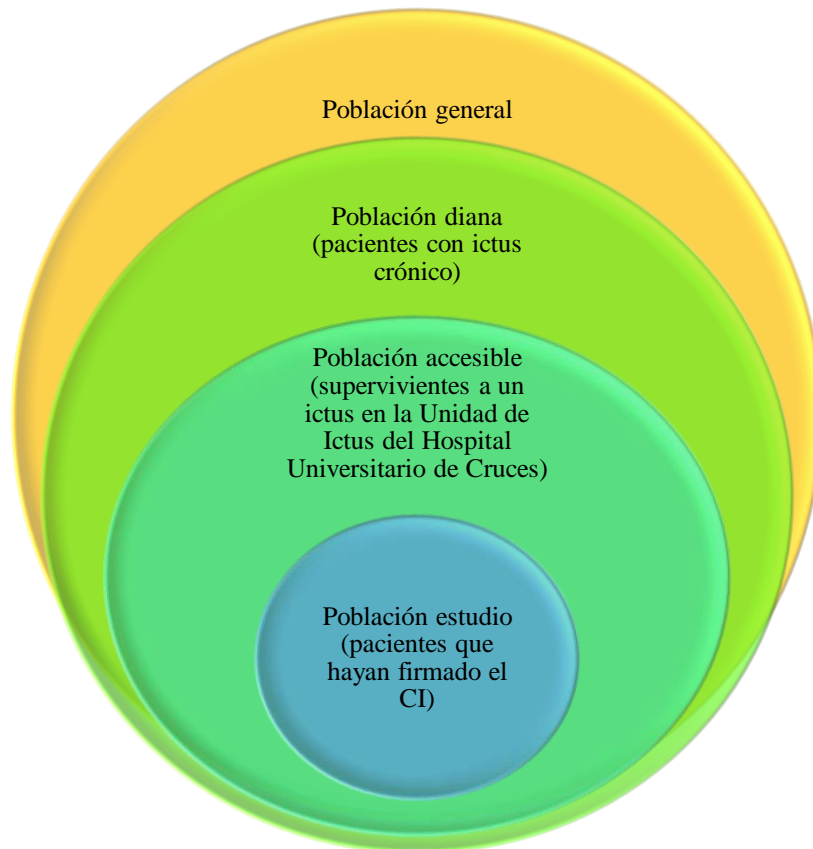 Población general
Población diana
(pacientes con ictus
crónico)
Población accesible
(supervivientes a un
ictus en la Unidad de
Ictus del Hospital
Universitario de Cruces)
Población estudio
(pacientes que
hayan firmado el
CI)